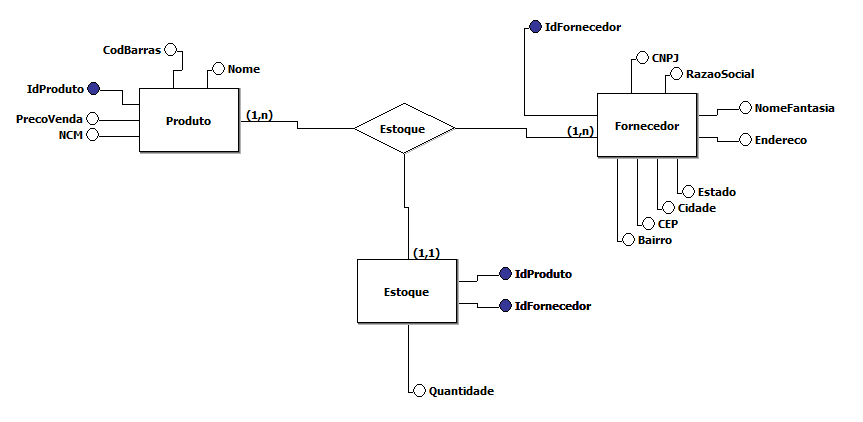 IdFornecedor
CodBarras
CNPJ
Nome
RazaoSocial
IdProduto
NomeFantasia
PrecoVenda
(1,n)
Produto
Estoque
(1,n)
Fornecedor
NCM
Endereco
Estado
Cidade
CEP
Bairro
(1,1)
IdProduto
Estoque
IdFornecedor
Quantidade